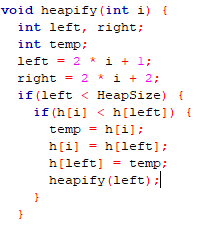 void heapify(int i) {
int left, right;
int temp;
left = 2 * i + 1;
right = 2 * i + 2;
if(left < HeapSize) {
if(h[i] < h[left]) {
temp = h[i];
h[i] = h[left];
h[left] = temp;
heapify(left);
}
}